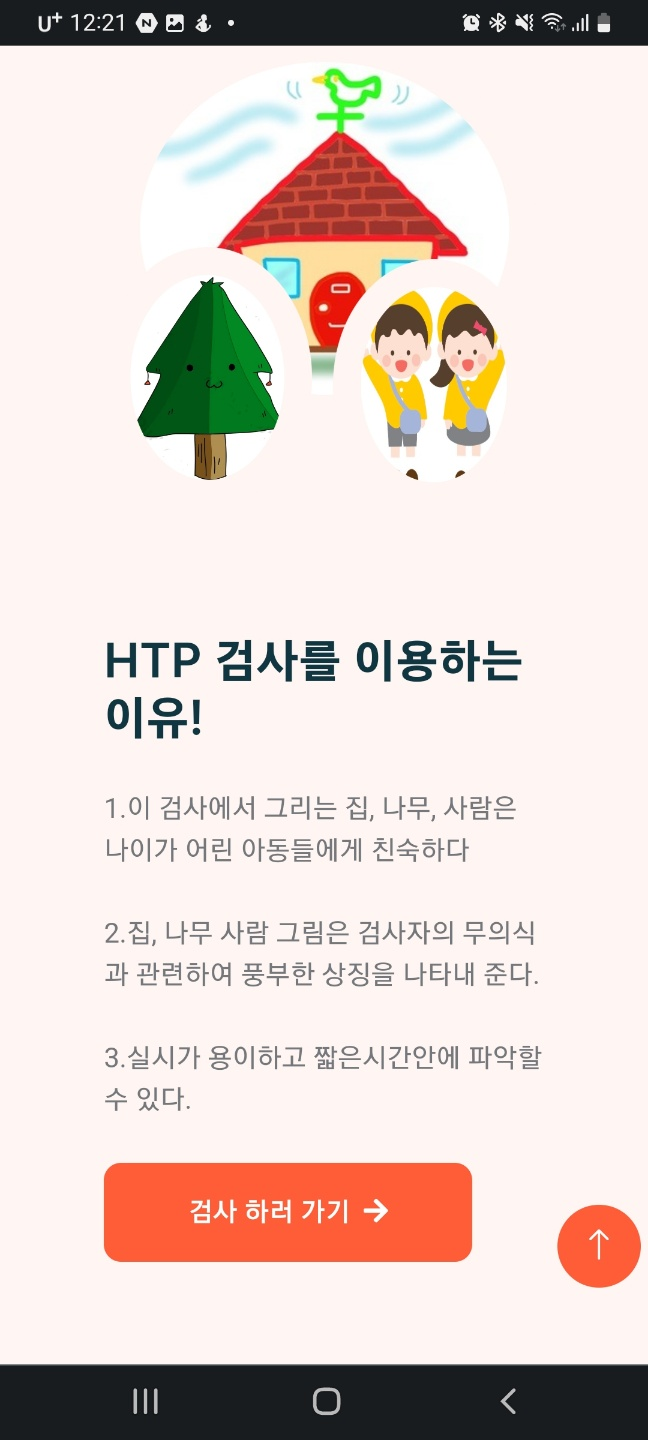 U+ 12:21 N
HTP 검사를 이용하는
이유!
1.이 검사에서 그리는 집, 나무, 사람은
나이가 어린 아동들에게 친숙하다
2.집, 나무 사람 그림은 검사자의 무의식
과 관련하여 풍부한 상징을 나타내 준다.
3.실시가 용이하고 짧은시간안에 파악할
수 있다.
검사 하러 가기 →